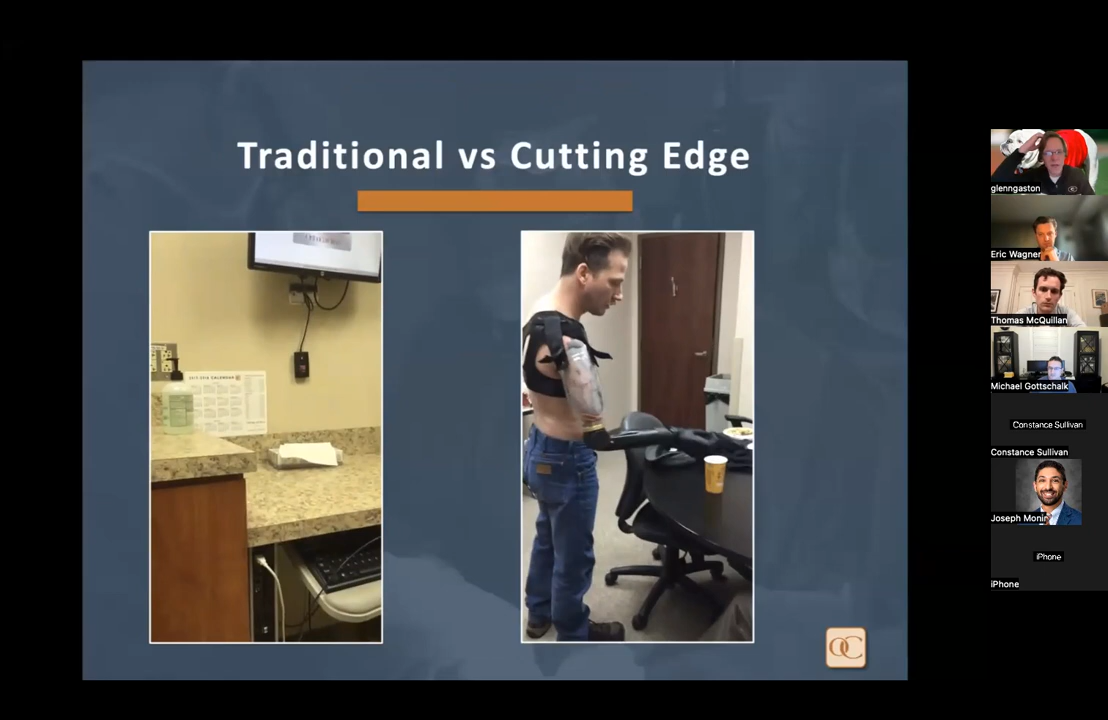 Traditional vs Cutting Edge
OC
glenngaston
Eric Wagner
Thomas McQuillan
Michael Gottschalk
Constance Sullivan
Constance Sullivan
Joseph Monir
iPhone
iPhone